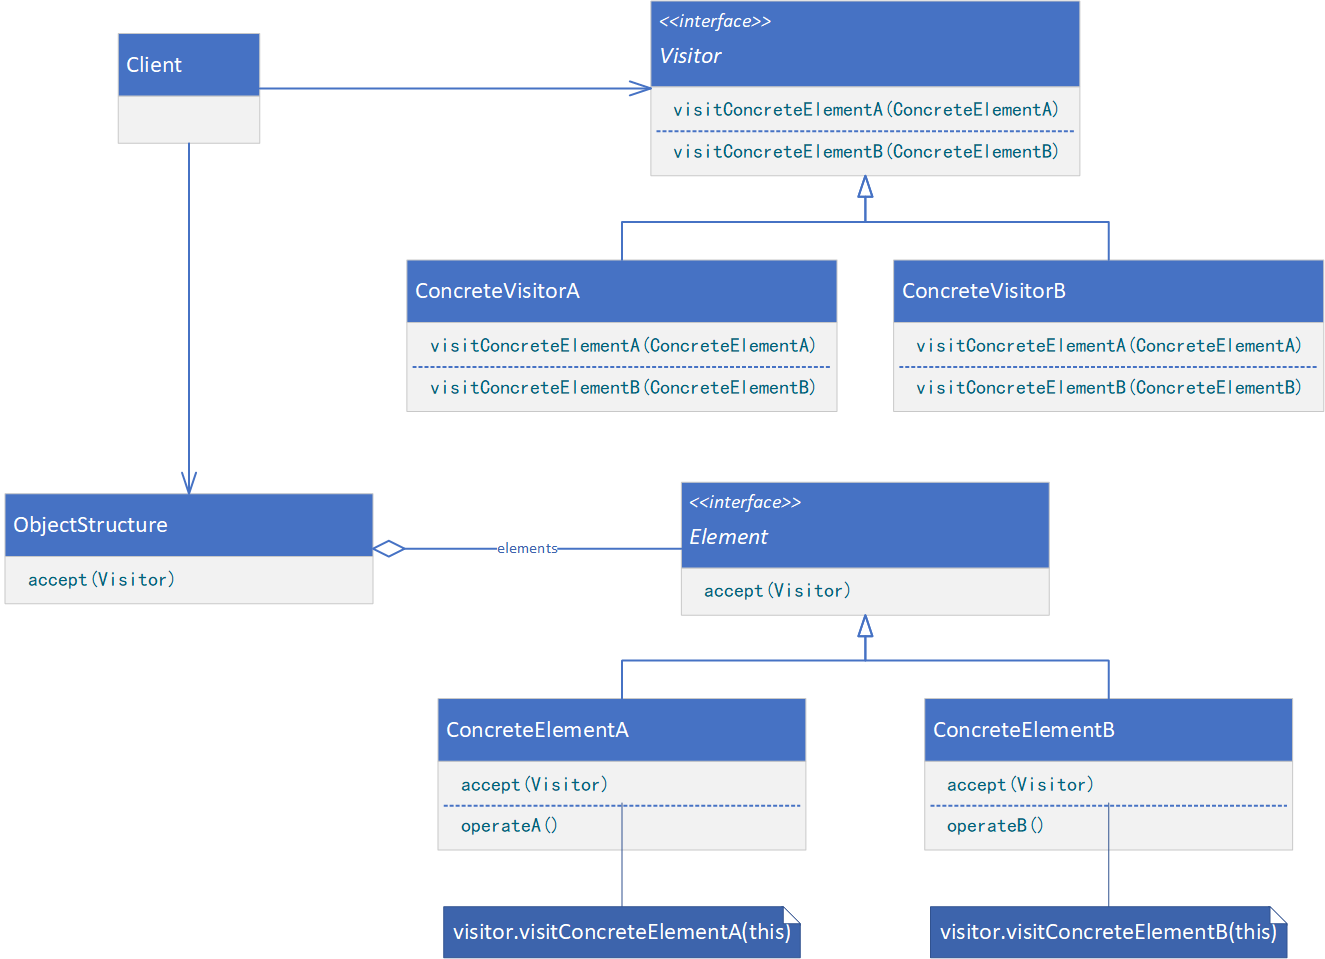 Client
<<interface>>
Visitor
visitConcreteElementA(ConcreteElementA)
visitConcreteElementB(ConcreteElementB)
ConcreteVisitorA
visitConcreteElementA(ConcreteElementA)
visitConcreteElementB(ConcreteElementB)
ConcreteVisitorB
visitConcreteElementA(ConcreteElementA)
visitConcreteElementB(ConcreteElementB)
ObjectStructure
accept(Visitor)
elements
<<interface>>
Element
accept(Visitor)
ConcreteElementA
accept(Visitor)
operateA()
visitor.visitConcreteElementA(this)
ConcreteElementB
accept(Visitor)
operateB()
visitor.visitConcreteElementB(this)